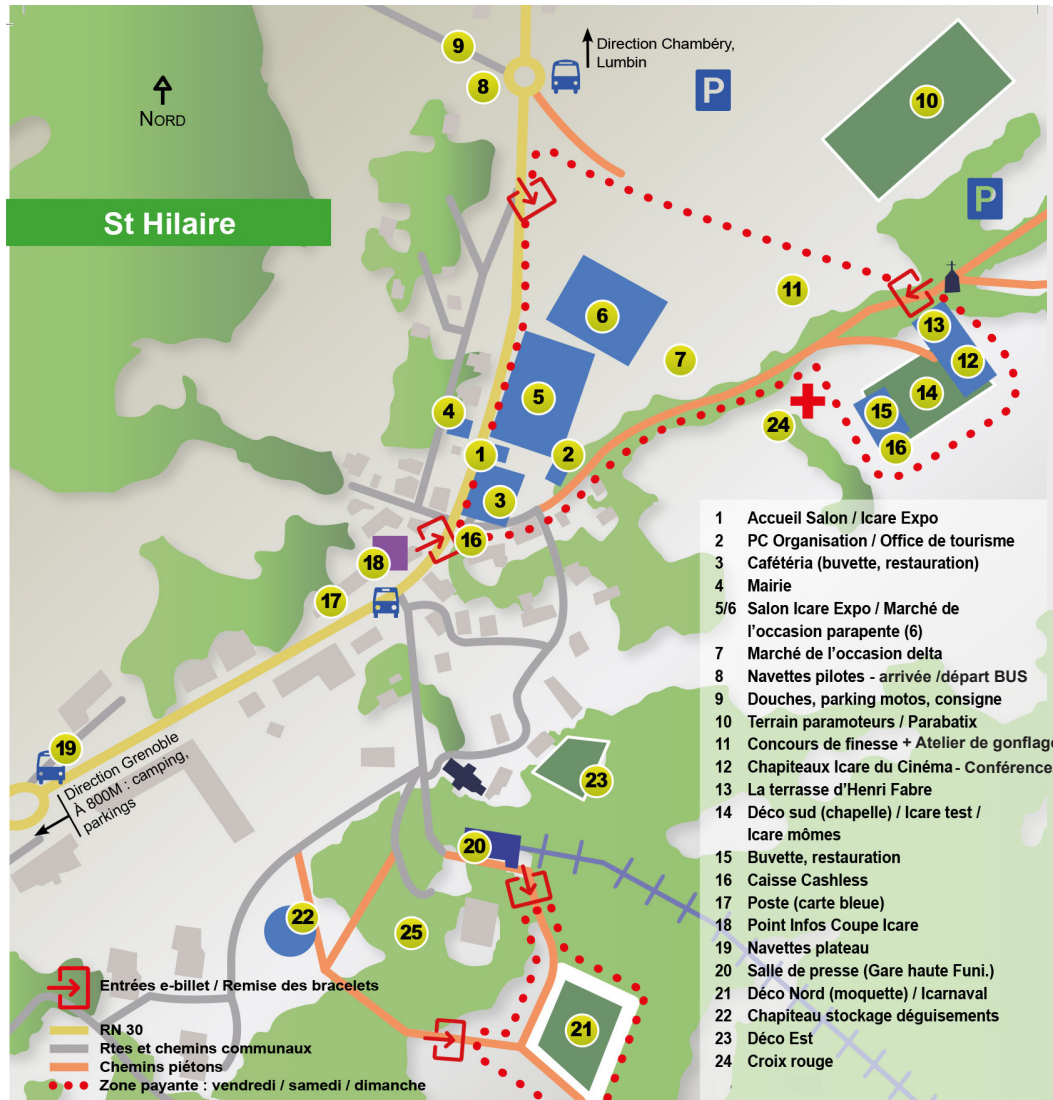 9
8
Direction Chambéry,
Lumbin
P
10
NORD
P
St Hilaire
11
6
13
7
12
5
14
4
15
24
1
2
16
3
16
18
17
19
Direction Grenoble
À 800M : camping,
parkings
23
20
22
25
21
1 Accueil Salon / Icare Expo
2 PC Organisation / Office de tourisme
3 Cafétéria (buvette, restauration)
4 Mairie
5/6 Salon Icare Expo / Marché de
l'occasion parapente (6)
7 Marché de l'occasion delta
8 Navettes pilotes - arrivée /départ BUS
9 Douches, parking motos, consigne
10 Terrain paramoteurs / Parabatix
11 Concours de finesse + Atelier de gonflage
12 Chapiteaux Icare du Cinéma - Conférence
13 La terrasse d'Henri Fabre
14 Déco sud (chapelle) / Icare test /
Icare mômes
15 Buvette, restauration
16 Caisse Cashless
17 Poste (carte bleue)
18 Point Infos Coupe Icare
19 Navettes plateau
20 Salle de presse (Gare haute Funi.)
21 Déco Nord (moquette) / Icarnaval
22 Chapiteau stockage déguisements
23 Déco Est
24 Croix rouge
Entrées e-billet / Remise des bracelets
RN 30
Rtes et chemins communaux
Chemins piétons
Zone payante : vendredi / samedi / dimanche